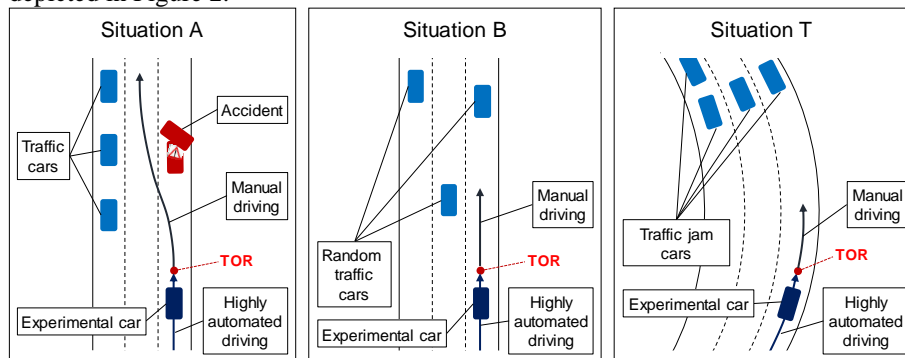 depicted in Figure 2.
Situation A
Accident
Traffic
cars
Manual
driving
TOR
Experimental car
Highly
automated
driving
Situation B
Manual
driving
Random
traffic
cars
TOR
Experimental car
Highly
automated
driving
Situation T
Manual
driving
Traffic jam
cars
TOR
Experimental car
Highly
automated
driving